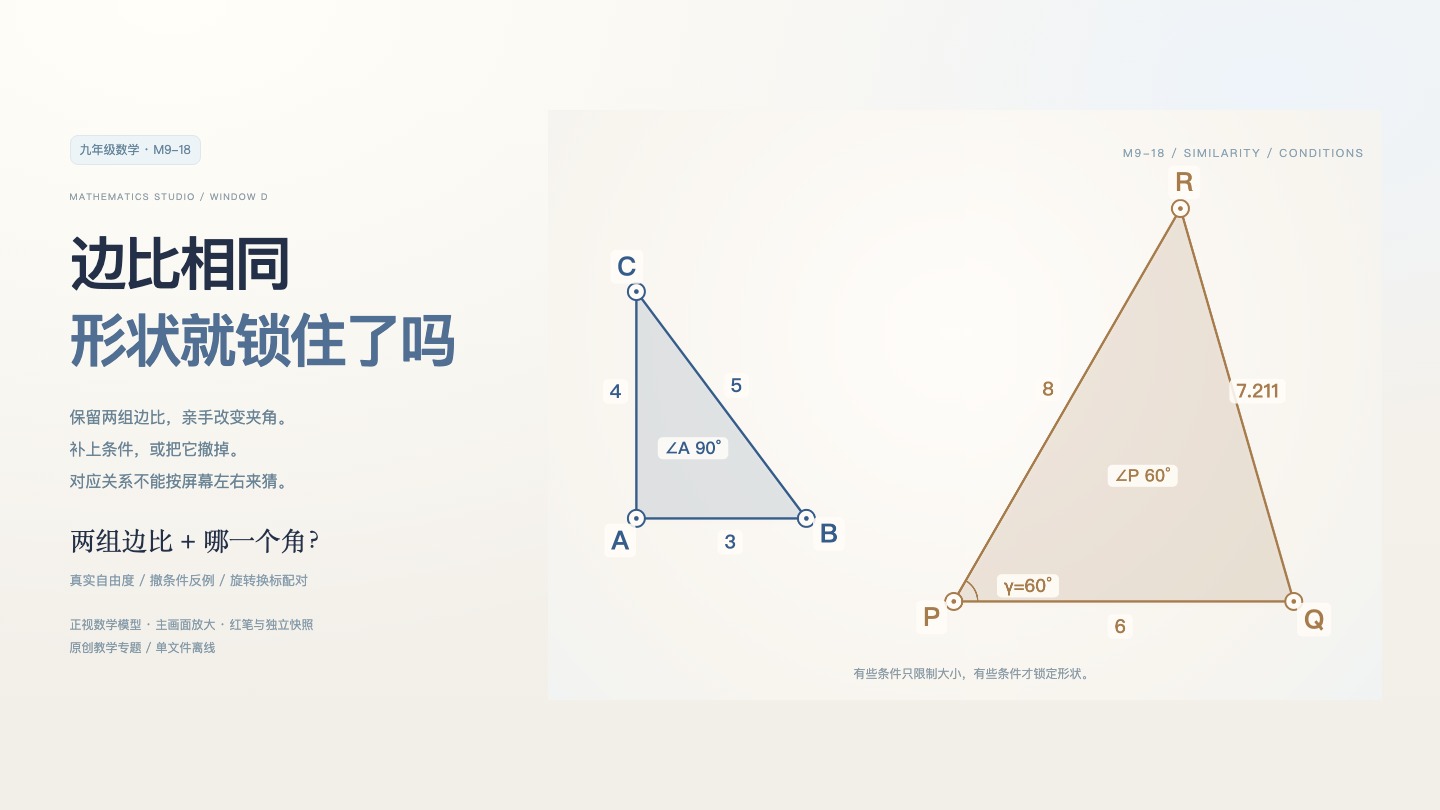 九年级数学 · M9-18
MATHEMATICS STUDIO / WINDOW D
边比相同
形状就锁住了吗
保留两组边比，亲手改变夹角。
补上条件，或把它撤掉。
对应关系不能按屏幕左右来猜。
两组边比 + 哪一个角?
真实自由度 / 撤条件反例 / 旋转换标配对
正视数学模型 · 主画面放大 · 红笔与独立快照
原创教学专题 / 单文件离线
M9-18 / SIMILARITY / CONDITIONS
R
C
4
5
∠A 90°
A
3
B
8
7.211
∠P 60°
γ=60°
P
6
Q
有些条件只限制大小，有些条件才锁定形状。